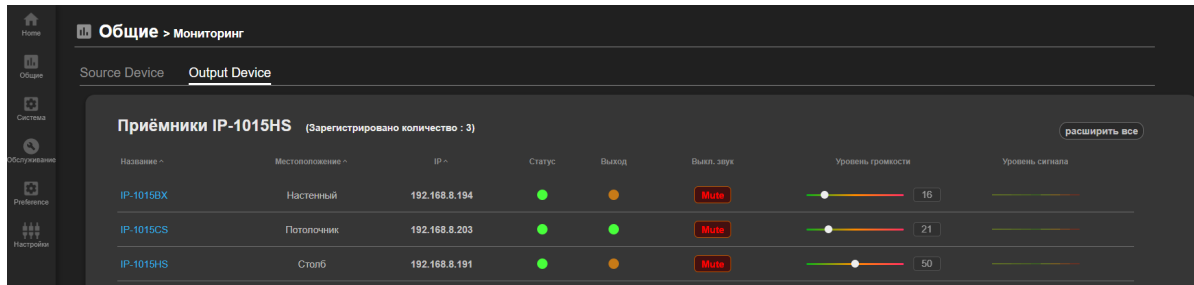 Home
Общие
Система
Обслуживание
Preference
Настройки
Общие > Мониторинг
Source Device Output Device
Приёмники IP-1015HS (Зарегистрировано количество : 3)
расширить все
Название Местоположение IP Статус Выход Выкл. звук Уровень громкости Уровень сигнала
IP-1015BX Настенный 192.168.8.194 Mute 16
IP-1015CS Потолочник 192.168.8.203 Mute 21
IP-1015HS Столб 192.168.8.191 Mute 50